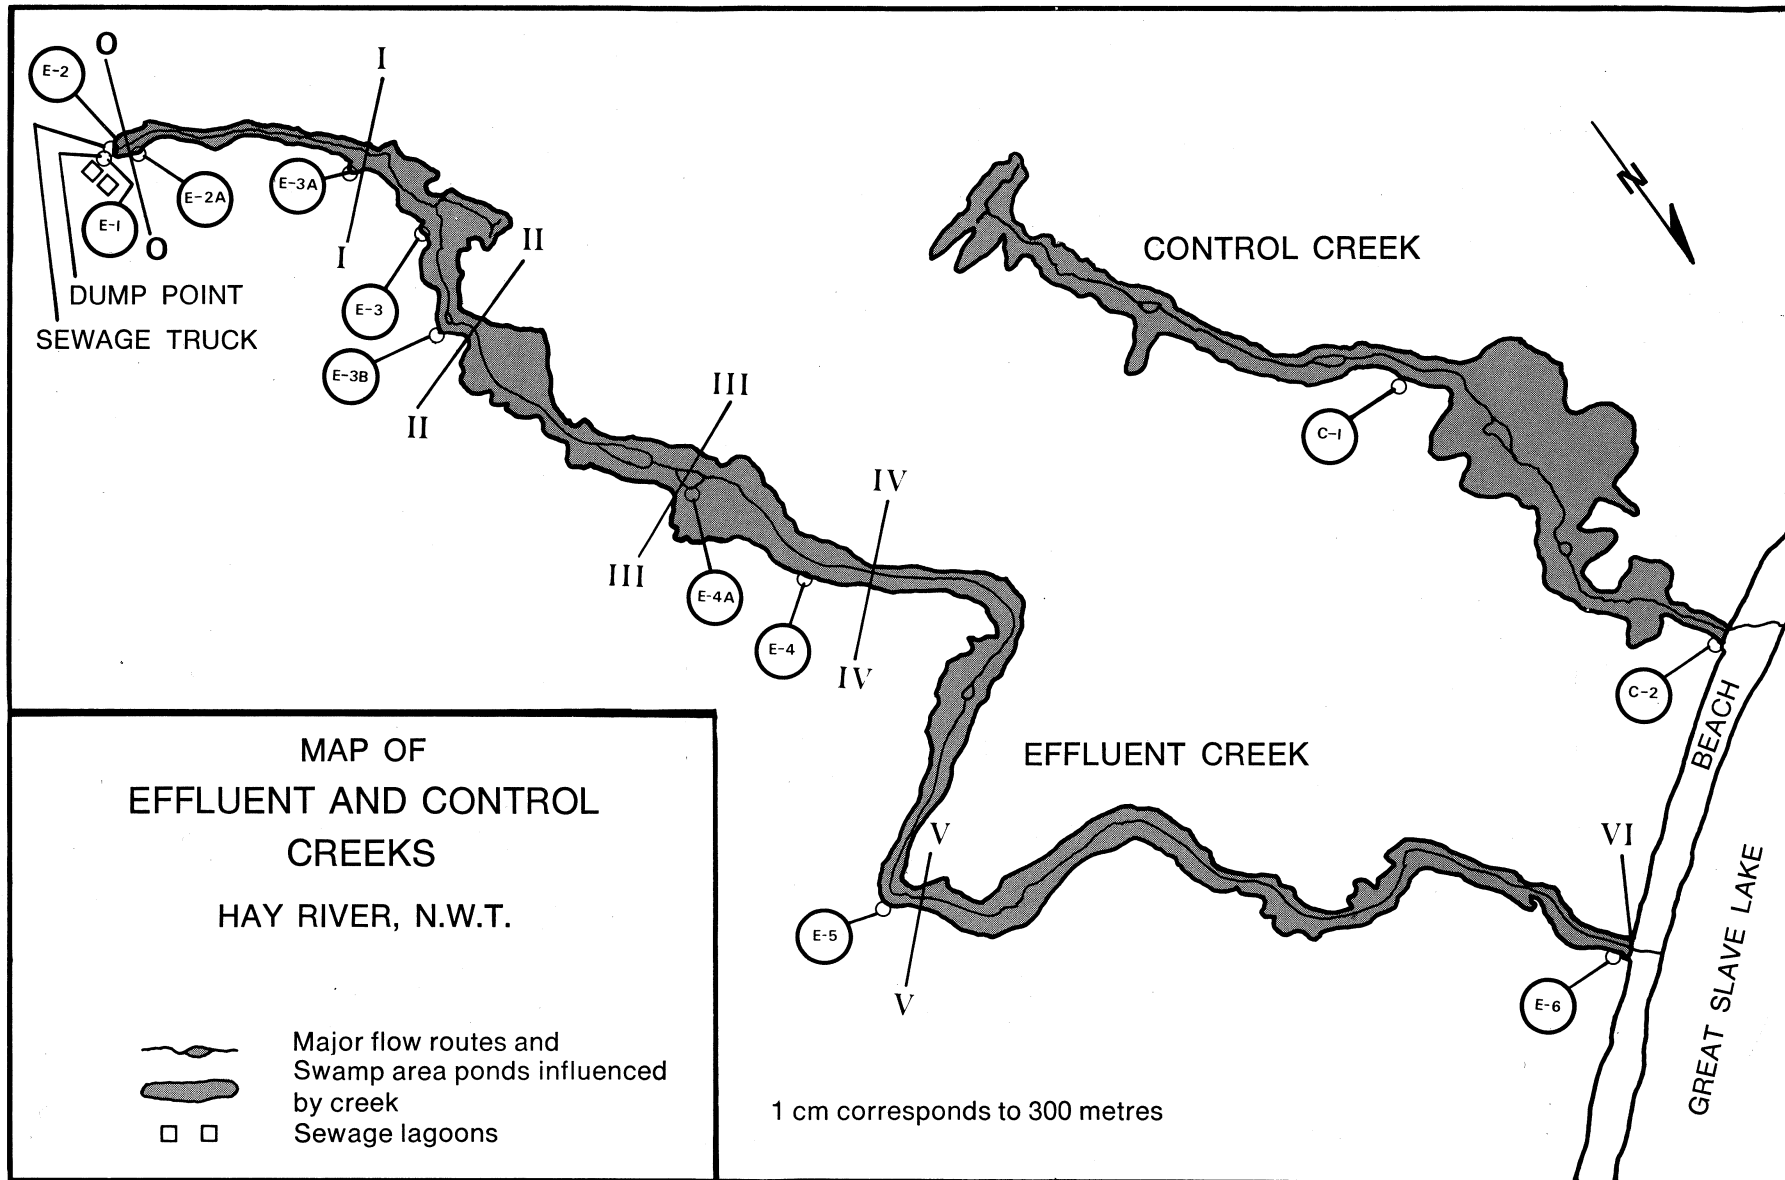 O
I
E-2
E-3A
E-2A
E-1
O
I
II
DUMP POINT
SEWAGE TRUCK
E-3
E-3B
II
III
IV
III
E-4A
E-4
IV
CONTROL CREEK
N
C-1
C-2
BEACH
EFFLUENT CREEK
V
VI
E-5
V
E-6
GREAT SLAVE LAKE
MAP OF
EFFLUENT AND CONTROL
CREEKS
HAY RIVER, N.W.T.
Major flow routes and
Swamp area ponds influenced
by creek
Sewage lagoons
1 cm corresponds to 300 metres